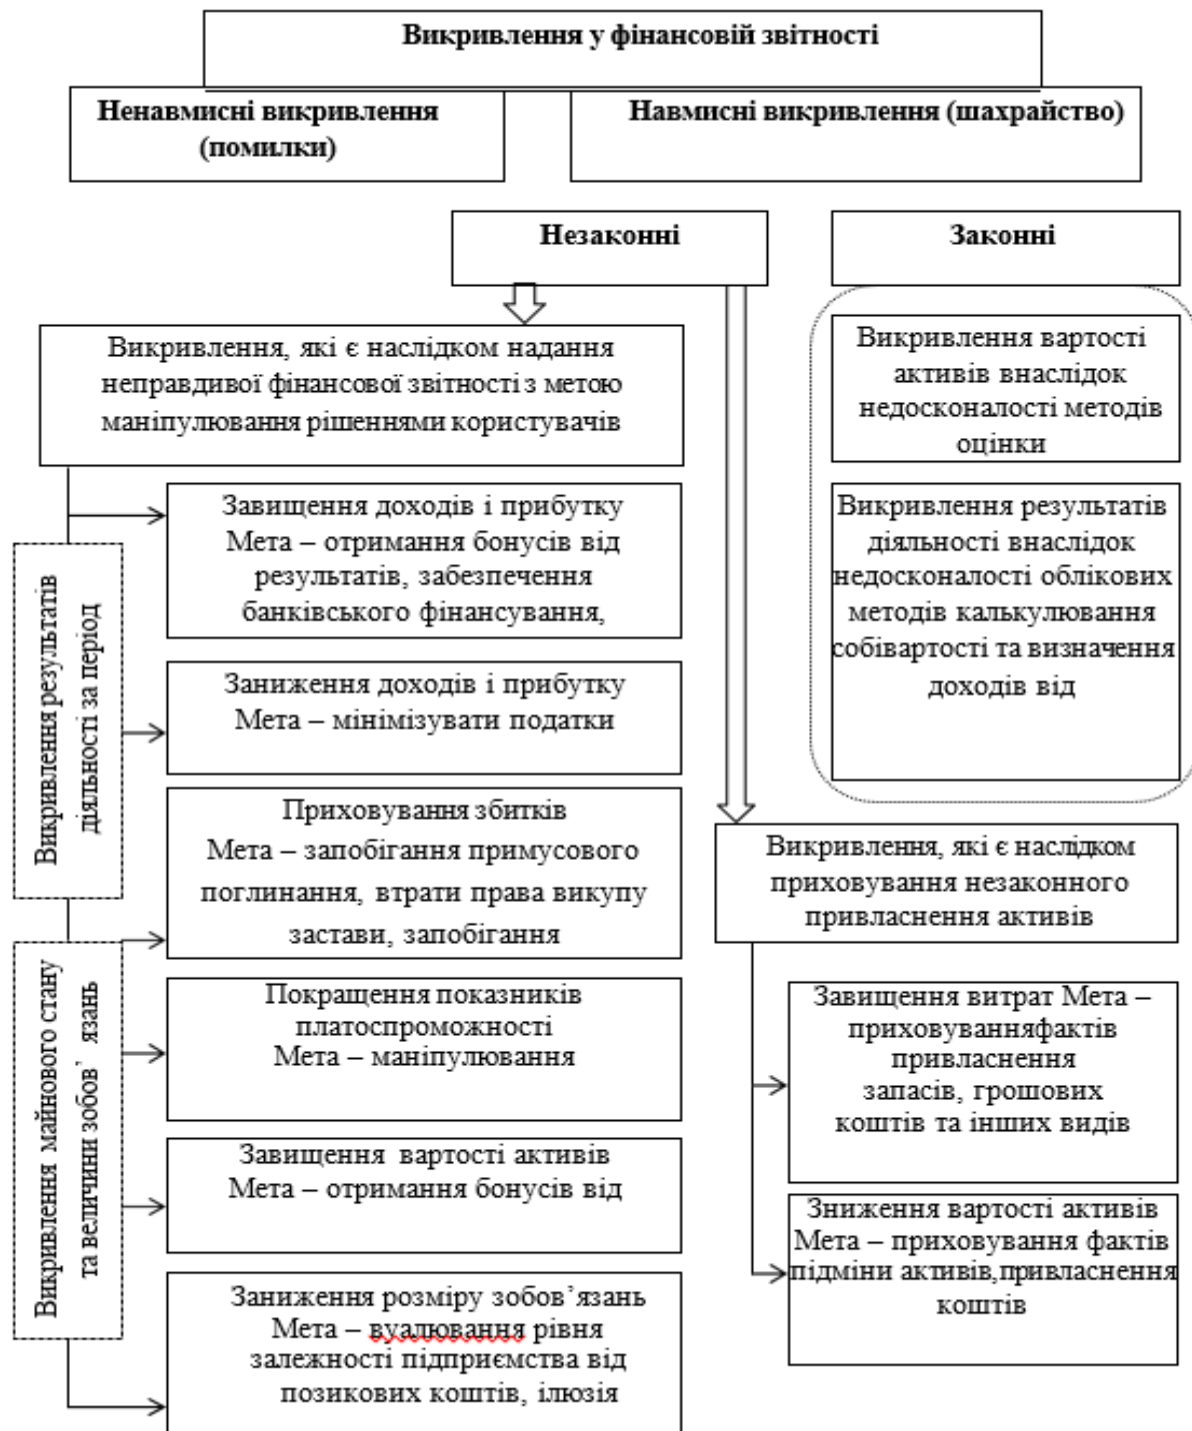 Викривлення у фінансовій звітності
Ненавмисні викривлення
(помилки)
Навмисні викривлення (шахрайство)
Незаконні
Законні
Викривлення, які є наслідком надання
неправдивої фінансової звітності з метою
маніпулювання рішеннями користувачів
Викривлення вартості
активів внаслідок
недосконалості методів
оцінки
Викривлення результатів
діяльності внаслідок
недосконалості облікових
методів калькулювання
собівартості та визначення
доходів від
Викривлення результатів
діяльності за період
Завищення доходів і прибутку
Мета – отримання бонусів від
результатів, забезпечення
банківського фінансування,
Заниження доходів і прибутку
Мета – мінімізувати податки
Приховування збитків
Мета – запобігання примусового
поглинання, втрати права викупу
застави, запобігання
Викривлення майнового стану
та величини зобов’ язань
Покращення показників
платоспроможності
Мета – маніпулювання
Завищення вартості активів
Мета – отримання бонусів від
Заниження розміру зобов’язань
Мета – вуалювання рівня
залежності підприємства від
позикових коштів, ілюзія
Викривлення, які є наслідком
приховування незаконного
привласнення активів
Завищення витрат Мета –
приховуванняфактів
привласнення
запасів, грошових
коштів та інших видів
Зниження вартості активів
Мета – приховування фактів
підміни активів,привласнення
коштів